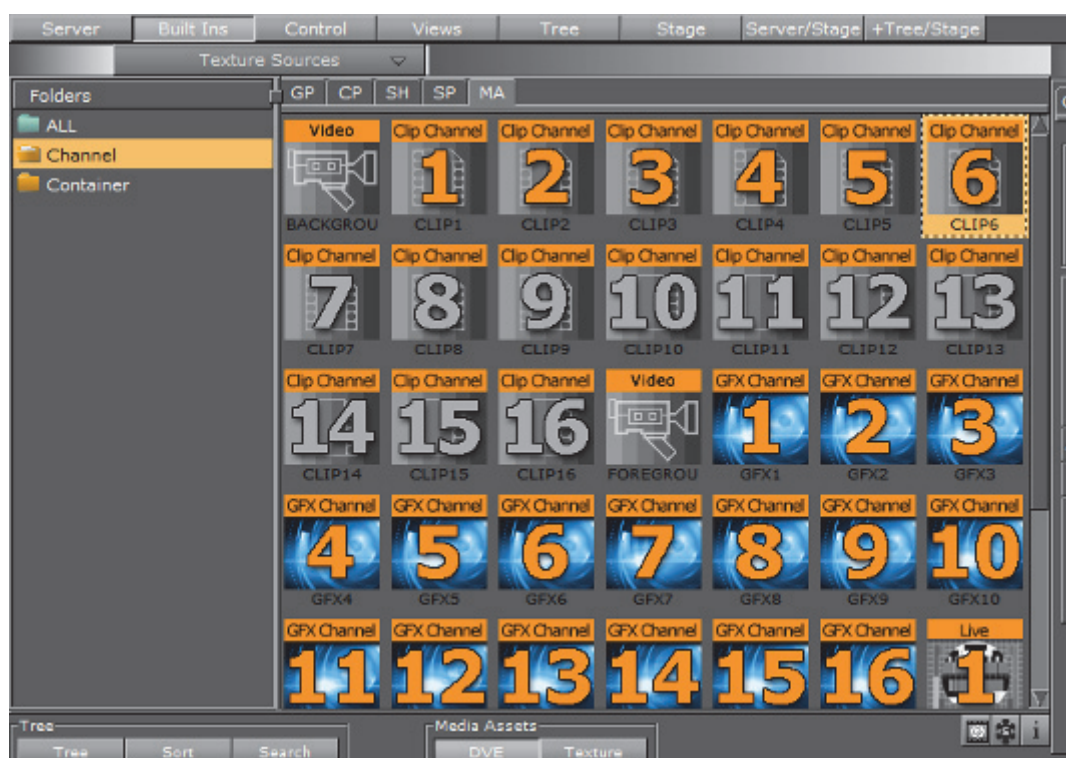 Server Built Ins Control Views Tree Stage Server/Stage +Tree/Stage
Texture Sources
Folders
GP CP SH SP MA
ALL
Channel
Container
Video Clip Channel Clip Channel Clip Channel Clip Channel Clip Channel Clip Channel
1 2 3 4 5 6
BACKGROU CLIP1 CLIP2 CLIP3 CLIP4 CLIP5 CLIP6
Clip Channel Clip Channel Clip Channel Clip Channel Clip Channel Clip Channel Clip Channel
7 8 9 10 11 12 13
CLIP7 CLIP8 CLIP9 CLIP10 CLIP11 CLIP12 CLIP13
Clip Channel Clip Channel Clip Channel Video GFX Channel GFX Channel GFX Channel
14 15 16 1 2 3
CLIP14 CLIP15 CLIP16 FOREGROU GFX1 GFX2 GFX3
GFX Channel GFX Channel GFX Channel GFX Channel GFX Channel GFX Channel GFX Channel
4 5 6 7 8 9 10
GFX4 GFX5 GFX6 GFX7 GFX8 GFX9 GFX10
GFX Channel GFX Channel GFX Channel GFX Channel GFX Channel GFX Channel Live
11 12 13 14 15 16 1
Tree Media Assets
i
Tree Sort Search DVE Texture